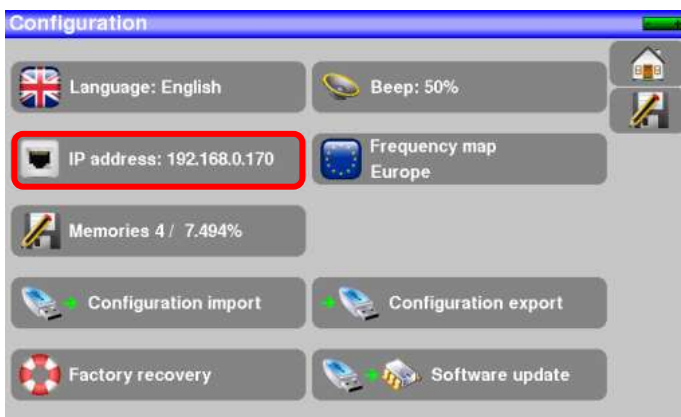 Configuration
Language: English
Beep: 50%
IP address: 192.168.0.170
Frequency map
Europe
Memories 4 / 7.494%
Configuration import
Configuration export
Factory recovery
Software update